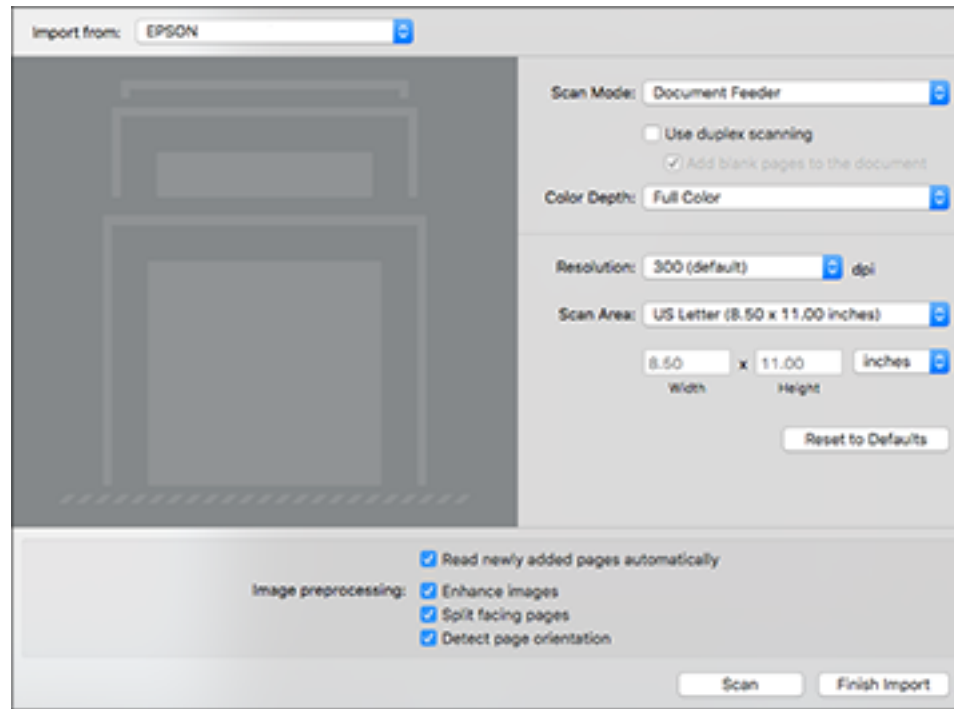 Import from: EPSON
Scan Mode: Document Feeder
Use duplex scanning
Add blank pages to the document
Color Depth: Full Color
Resolution: 300 (default) dpi
Scan Area: US Letter (8.50 x 11.00 inches)
8.50 x 11.00 inches
Width Height
Reset to Defaults
Read newly added pages automatically
Image preprocessing: Enhance images
Split facing pages
Detect page orientation
Scan Finish Import